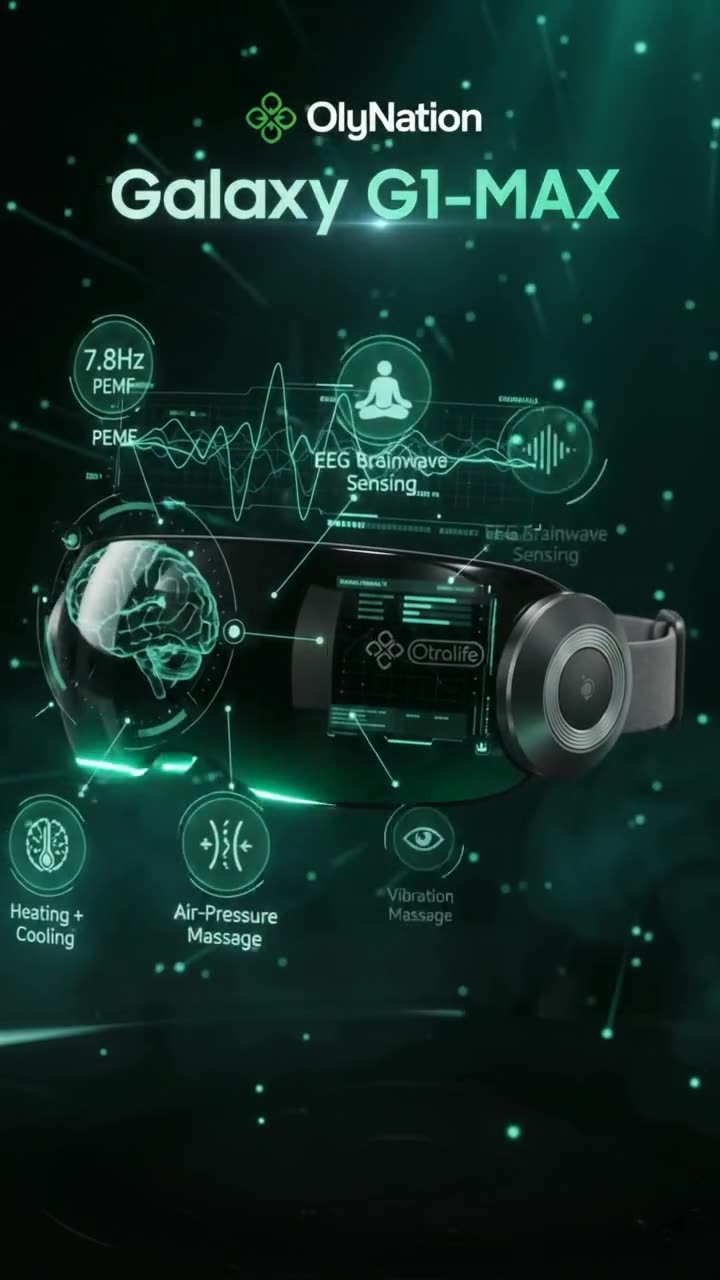 OlyNation
Galaxy G1-MAX
7.8Hz
PEMF
PEMF
EEG Brainwave
Sensing
EEG Brainwave
Sensing
Otralife
Heating +
Cooling
Air-Pressure
Massage
Vibration
Massage